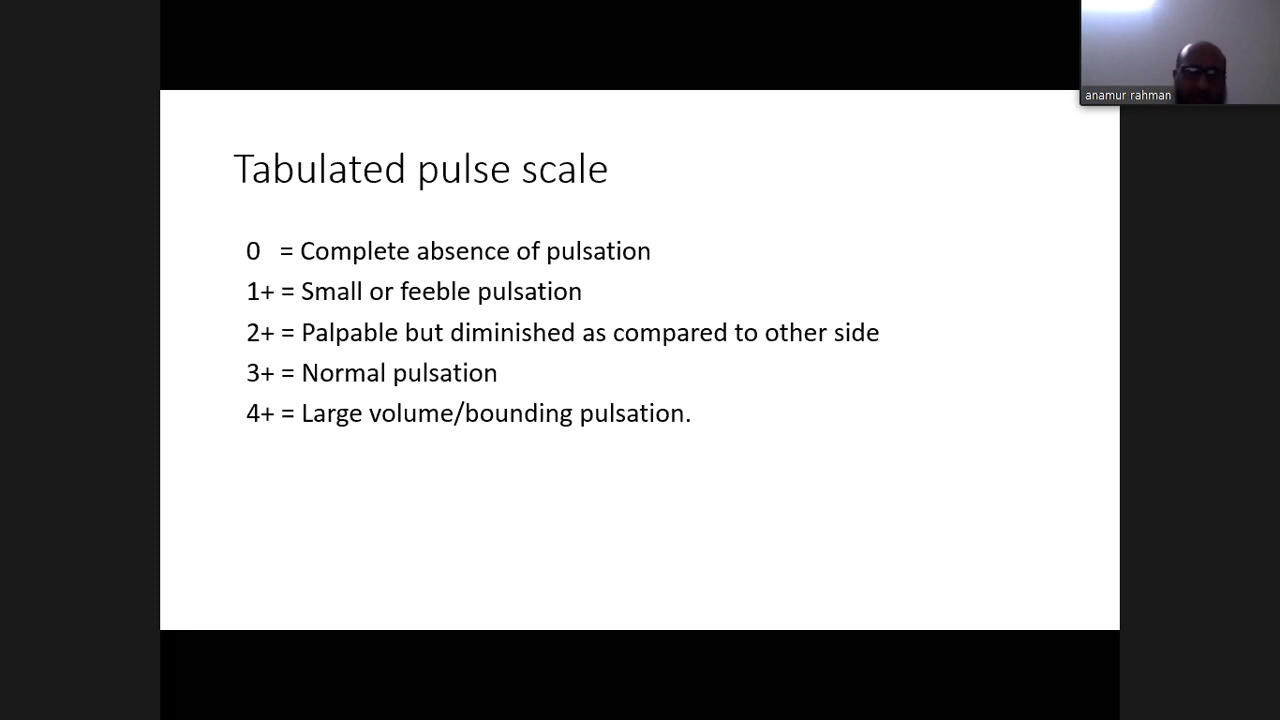 anamur rahman
Tabulated pulse scale
0 = Complete absence of pulsation
1+ = Small or feeble pulsation
2+ = Palpable but diminished as compared to other side
3+ = Normal pulsation
4+ = Large volume/bounding pulsation.